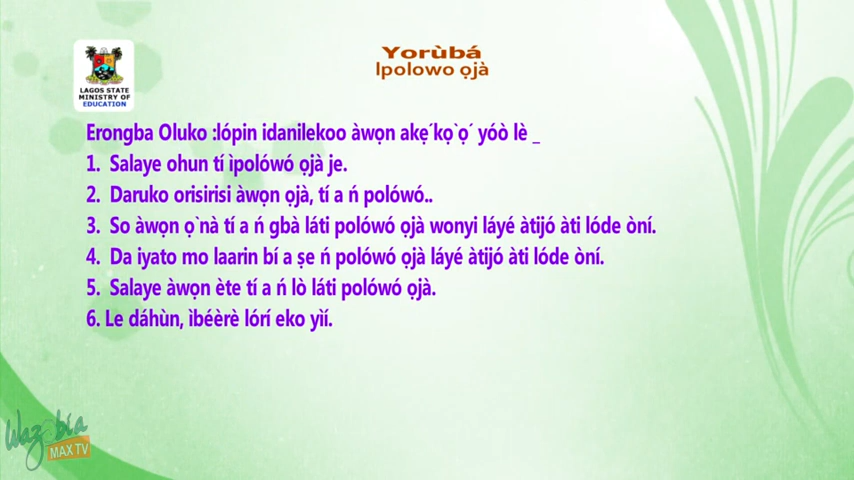 Yorùbá
Ipolowo ọjà
LAGOS STATE
MINISTRY OF
EDUCATION
Erongba Oluko :lópin idanilekoo àwọn akẹ́kọ̀ọ́ yóò lè _
1. Salaye ohun tí ìpolówó ọjà je.
2. Daruko orisirisi àwọn ọjà, tí a ń polówó..
3. So àwọn ọ̀nà tí a ń gbà láti polówó ọjà wonyi láyé àtijó àti lóde òní.
4. Da iyato mo laarin bí a ṣe ń polówó ọjà láyé àtijó àti lóde òní.
5. Salaye àwọn ète tí a ń lò láti polówó ọjà.
6. Le dáhùn, ìbéèrè lórí eko yìí.
Wazobia
MAX TV